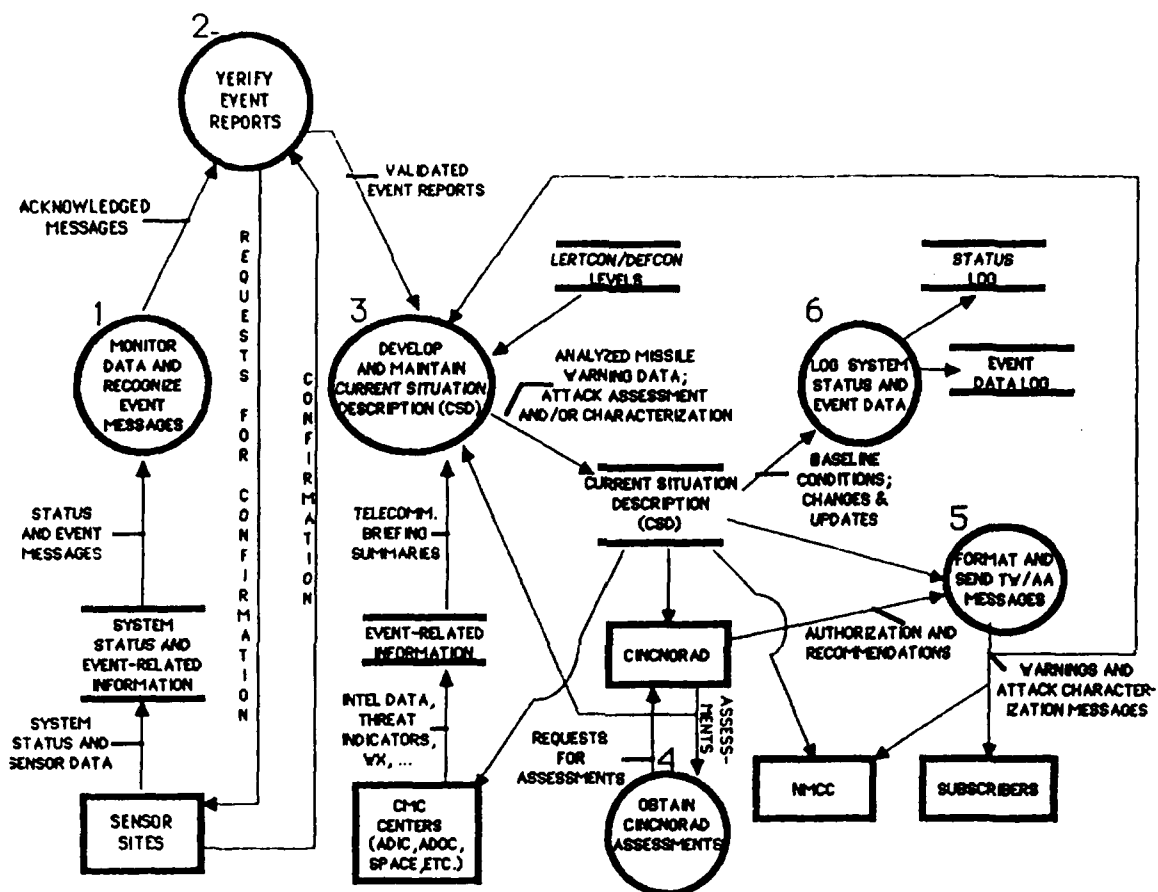 2-
VERIFY
EVENT
REPORTS
VALIDATED
EVENT REPORTS
ACKNOWLEDGED
MESSAGES
REQUESTS FOR CONFIRMATION
CONFIRMATION
LERTCON/DEFCON
LEVELS
STATUS
LOG
1
MONITOR
DATA AND
RECOGNIZE
EVENT
MESSAGES
3
DEVELOP
AND MAINTAIN
CURRENT SITUATION
DESCRIPTION (CSD)
ANALYZED MISSILE
WARNING DATA;
ATTACK ASSESSMENT
AND/OR CHARACTERIZATION
6
LOG SYSTEM
STATUS AND
EVENT DATA
EVENT
DATA LOG
CURRENT SITUATION
DESCRIPTION
(CSD)
BASELINE
CONDITIONS;
CHANGES &
UPDATES
STATUS
AND EVENT
MESSAGES
TELECOMM.
BRIEFING
SUMMARIES
5
FORMAT AND
SEND TW/AA
MESSAGES
SYSTEM
STATUS AND
EVENT-RELATED
INFORMATION
EVENT-RELATED
INFORMATION
CINCNORAD
AUTHORIZATION AND
RECOMMENDATIONS
WARNINGS AND
ATTACK CHARACTER-
IZATION MESSAGES
SYSTEM
STATUS AND
SENSOR DATA
INTEL DATA,
THREAT
INDICATORS,
WX, ...
REQUESTS
FOR
ASSESSMENTS
ASSESS-
MENTS
SENSOR
SITES
CMC
CENTERS
(ADIC, ADOC,
SPACE, ETC.)
4
OBTAIN
CINCNORAD
ASSESSMENTS
NMCC
SUBSCRIBERS